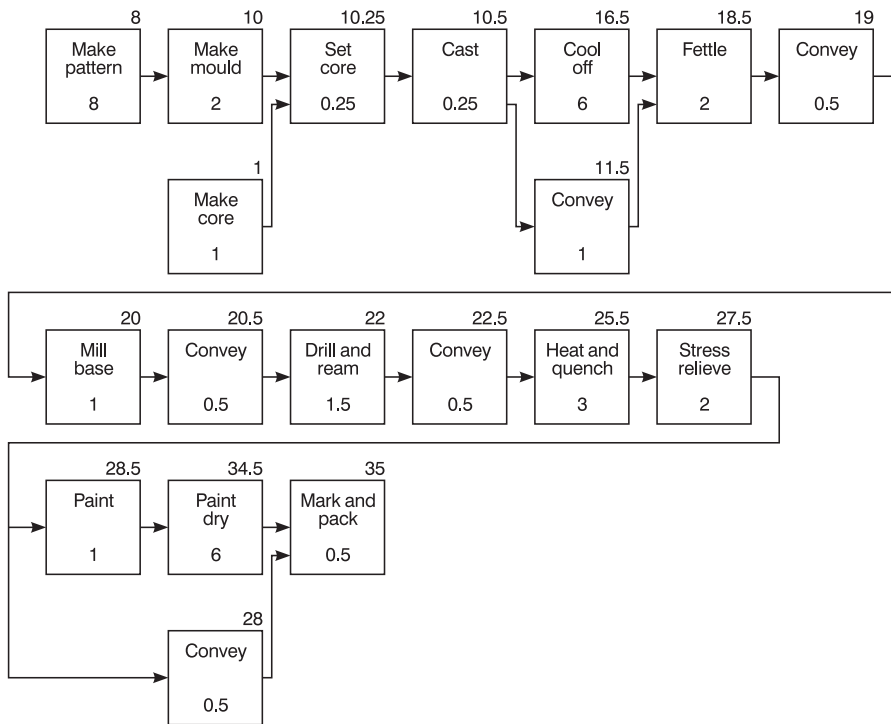 8 10 10.25 10.5 16.5 18.5 19
Make Make Set Cast Cool Fettle Convey
pattern mould core off
8 2 0.25 0.25 6 2 0.5
1 11.5
Make Convey
core
1 1
20 20.5 22 22.5 25.5 27.5
Mill Convey Drill and Convey Heat and Stress
base ream quench relieve
1 0.5 1.5 0.5 3 2
28.5 34.5 35
Paint Paint Mark and
dry pack
1 6 0.5
28
Convey
0.5